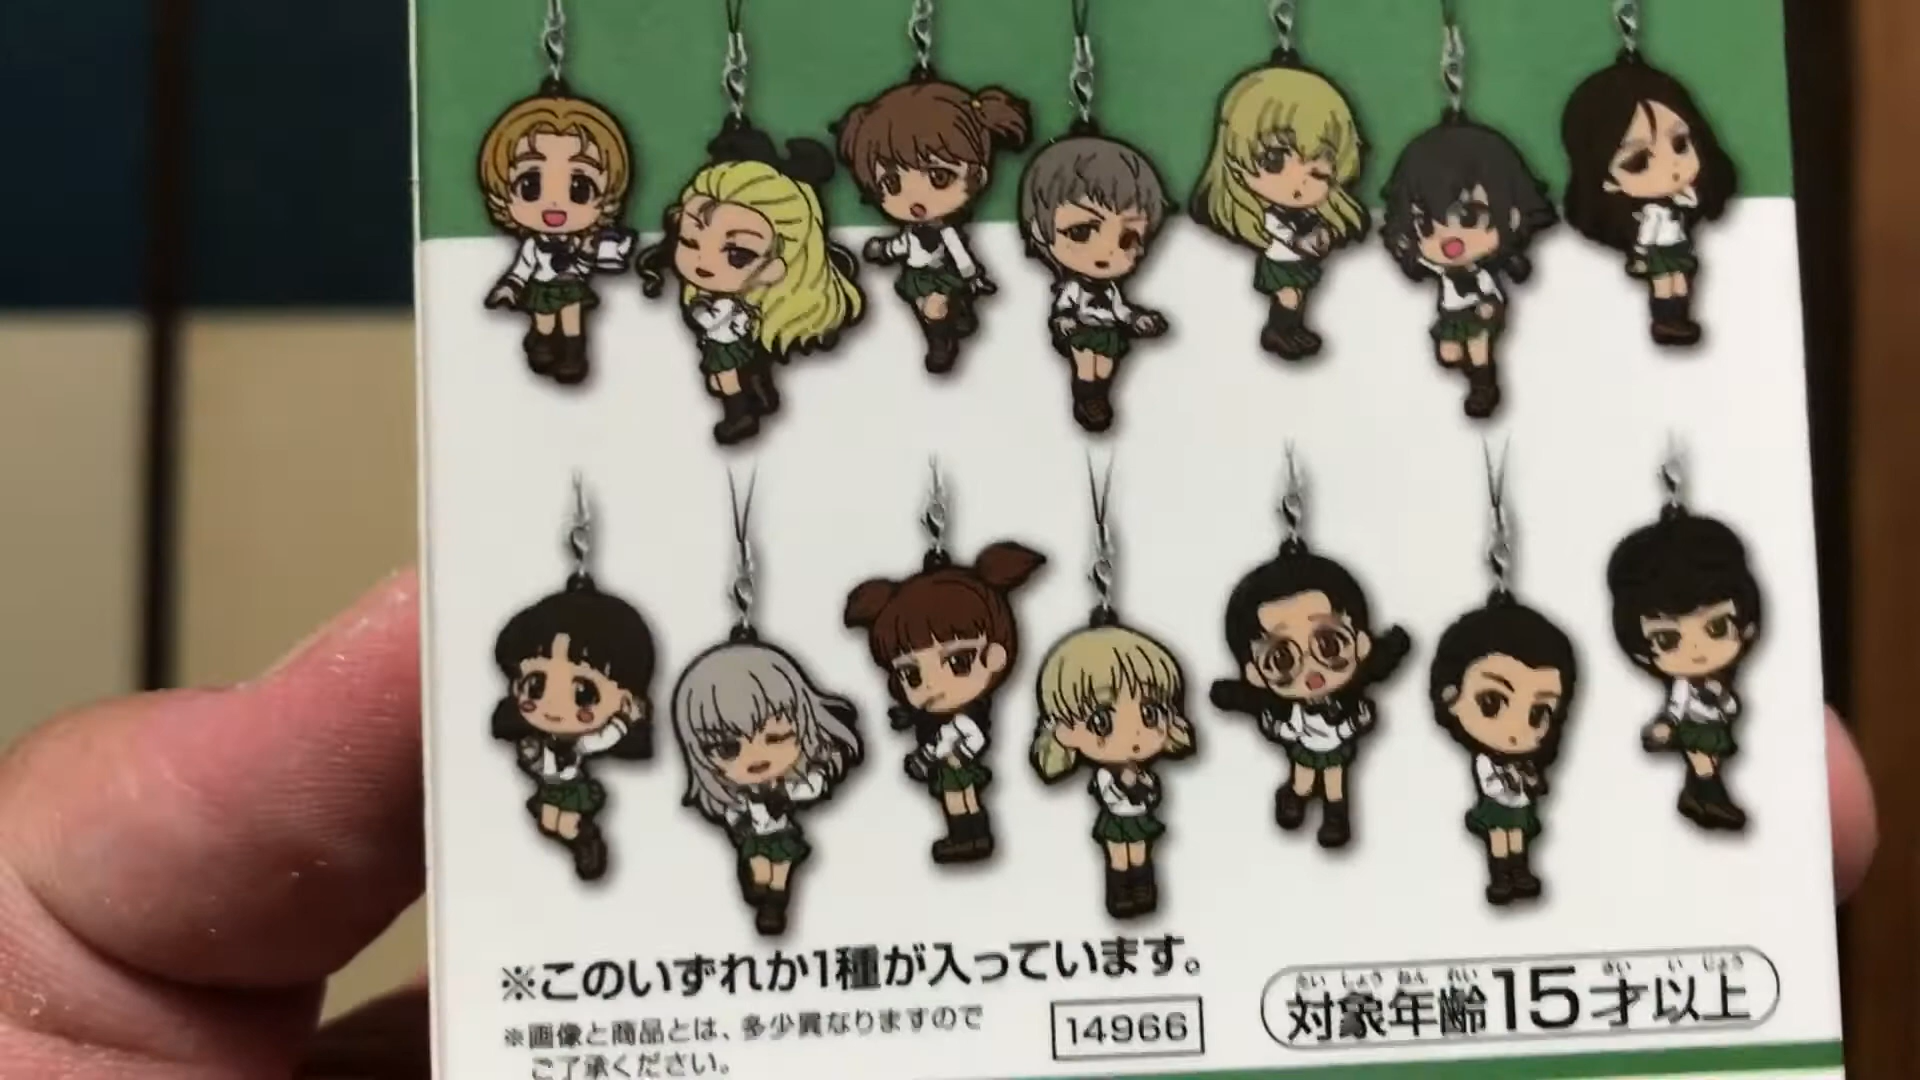 ※このいずれか1種が入っています。
※画像と商品とは、多少異なりますので
ご了承ください。
14966
たいしょうねんれい さいいじょう
対象年齢15才以上